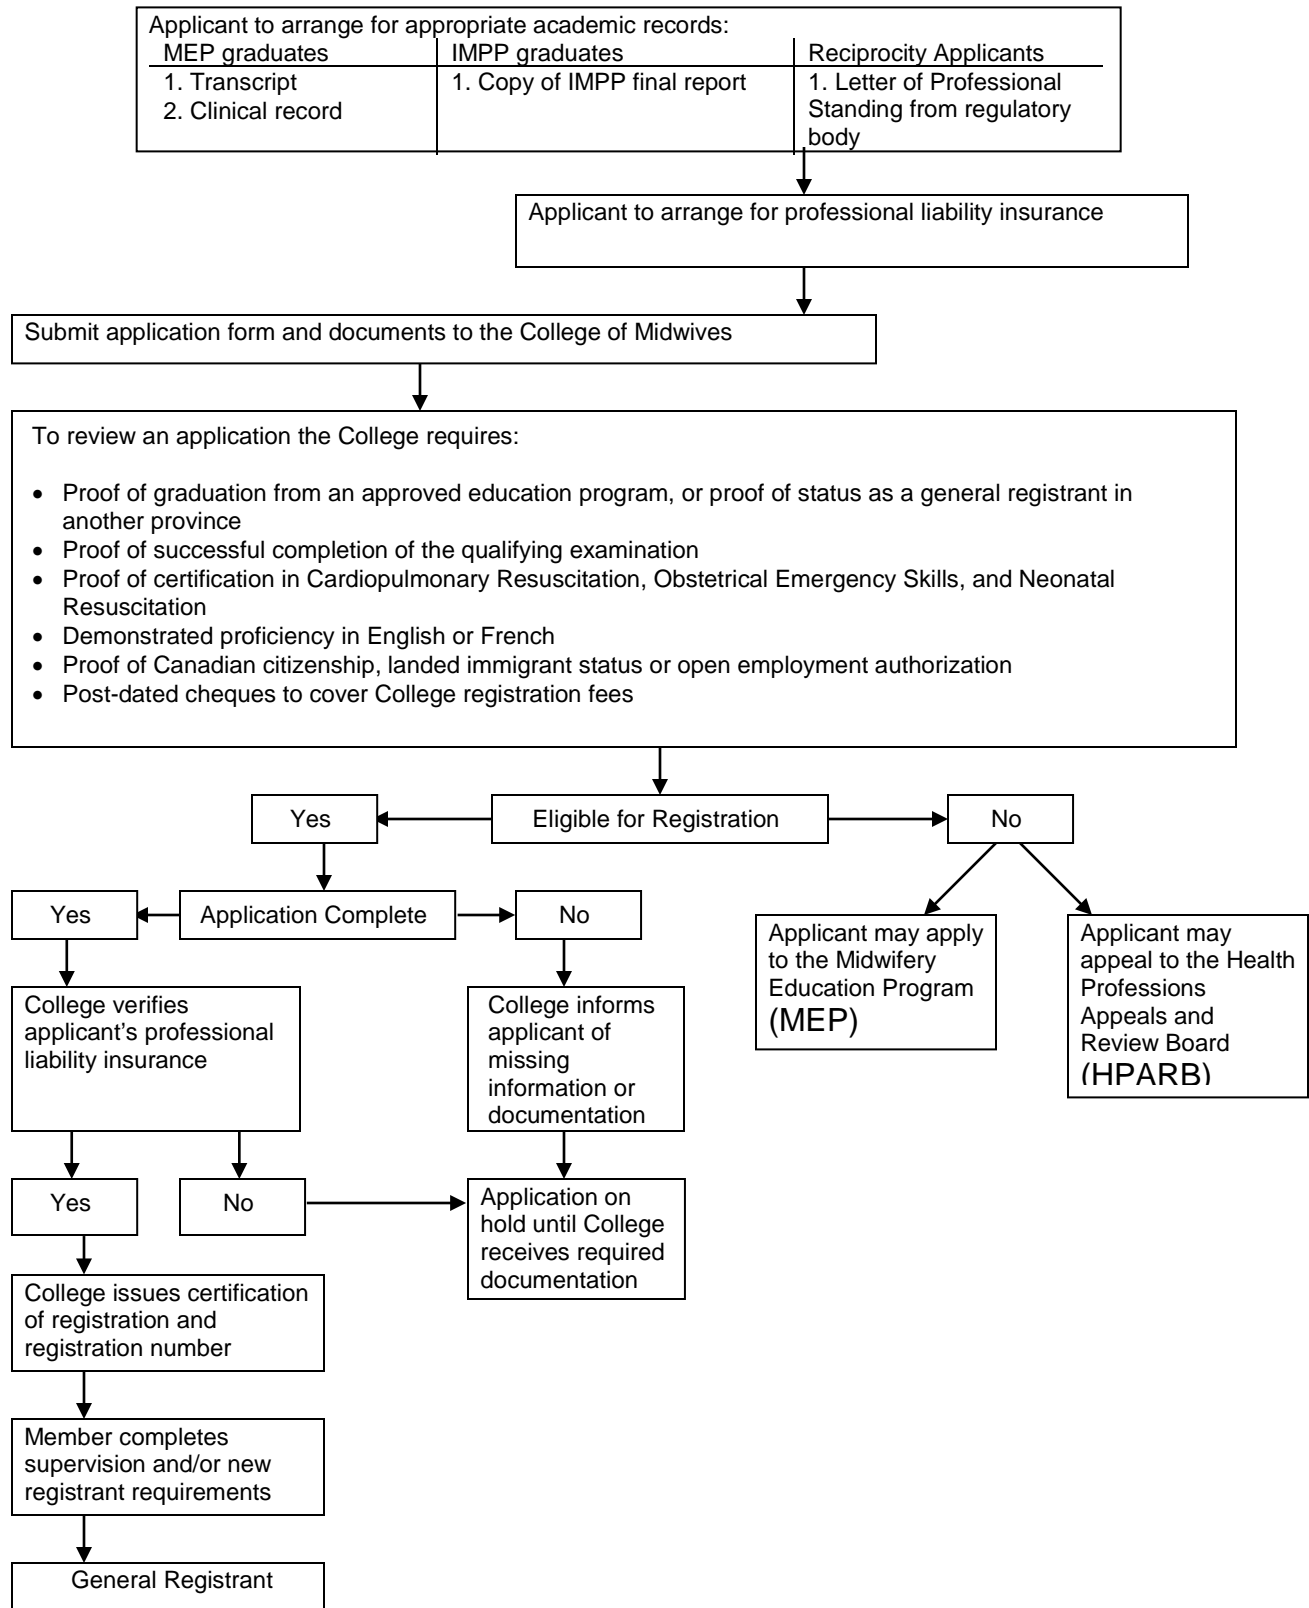 Applicant to arrange for appropriate academic records:
MEP graduates
IMPP graduates
Reciprocity Applicants
1. Transcript
2. Clinical record
1. Copy of IMPP final report
1. Letter of Professional
Standing from regulatory
body
Applicant to arrange for professional liability insurance
Submit application form and documents to the College of Midwives
To review an application the College requires:
• Proof of graduation from an approved education program, or proof of status as a general registrant in
another province
• Proof of successful completion of the qualifying examination
• Proof of certification in Cardiopulmonary Resuscitation, Obstetrical Emergency Skills, and Neonatal
Resuscitation
• Demonstrated proficiency in English or French
• Proof of Canadian citizenship, landed immigrant status or open employment authorization
• Post-dated cheques to cover College registration fees
Yes
Eligible for Registration
No
Yes
Application Complete
No
Applicant may apply
to the Midwifery
Education Program
(MEP)
Applicant may
appeal to the Health
Professions
Appeals and
Review Board
(HPARB)
College verifies
applicant's professional
liability insurance
College informs
applicant of
missing
information or
documentation
Yes
No
Application on
hold until College
receives required
documentation
College issues certification
of registration and
registration number
Member completes
supervision and/or new
registrant requirements
General Registrant